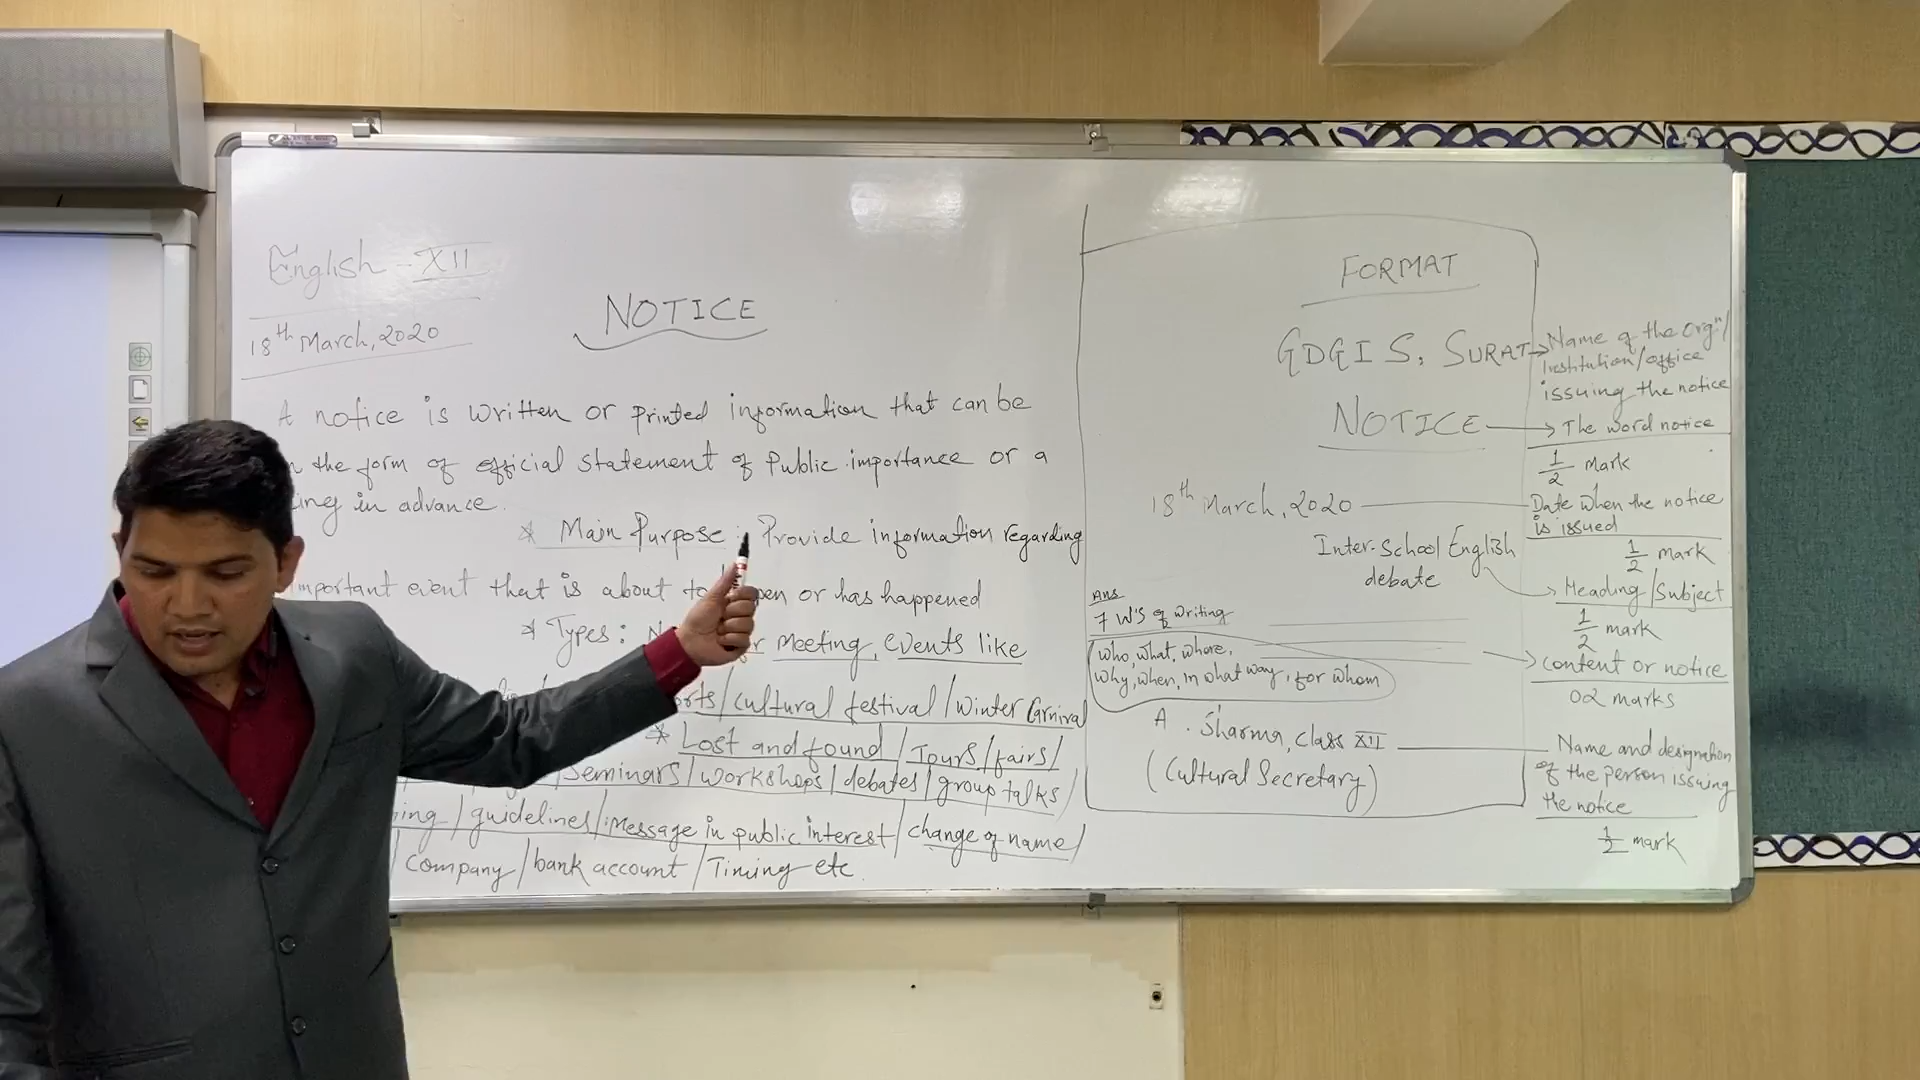 English - XII
18th March, 2020
NOTICE
A notice is written or printed information that can be
the form of official statement of public importance or a
in advance.
* Main Purpose : Provide information regarding
important event that is about to or has happened
* Types : meeting, events like
/cultural festival/winter Carnival
* Lost and found/Tours/fairs/
/seminars/workshops/debates/group talks/
/guidelines/message in public interest/change of name/
/company/bank account/Timing etc.
FORMAT
GDGIS, SURAT
NOTICE
18th March, 2020
Inter-School English
debate
Ans
7 W's of writing
who, what, where,
why, when, in what way, for whom
A. Sharma, Class XII
(Cultural Secretary)
Name of the Orgn/
Institution/office
issuing the notice
The word notice
1/2 mark
Date when the notice
is issued
1/2 mark
Heading/Subject
1/2 mark
content or notice
02 marks
Name and designation
of the person issuing
the notice
1/2 mark